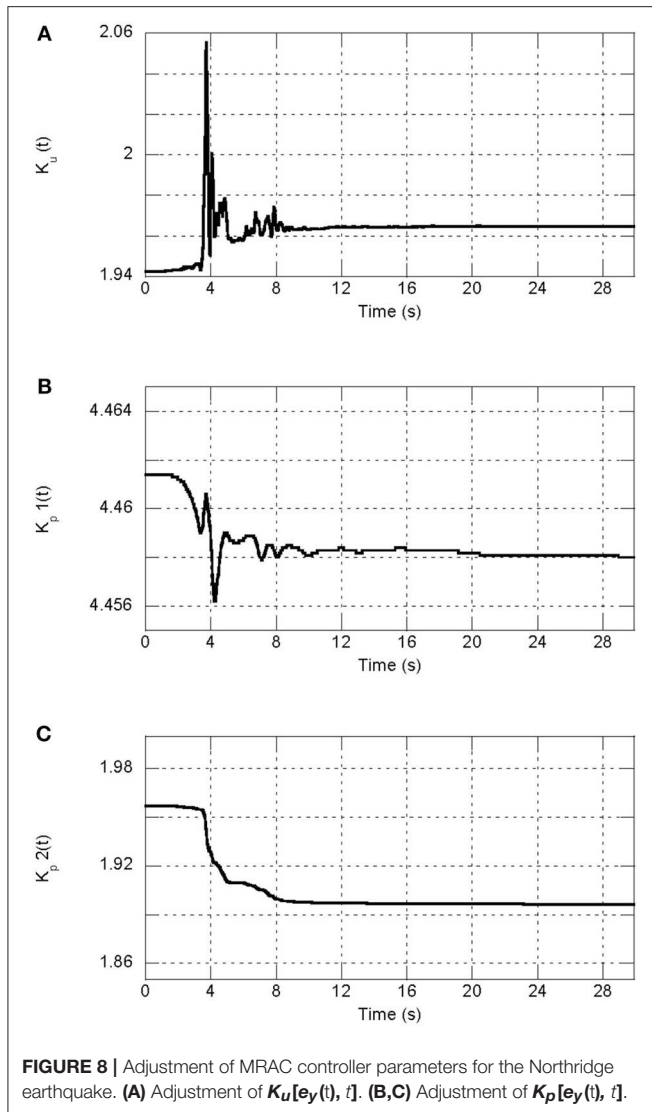 A
2.06
2
1.94
K_u (t)
0 4 8 12 16 20 24 28
Time (s)
B
4.464
4.46
4.456
K_p 1(t)
0 4 8 12 16 20 24 28
Time (s)
C
1.98
1.92
1.86
K_p 2(t)
0 4 8 12 16 20 24 28
Time (s)
FIGURE 8 | Adjustment of MRAC controller parameters for the Northridge
earthquake. (A) Adjustment of K_u[e_y(t), t]. (B,C) Adjustment of K_p[e_y(t), t].